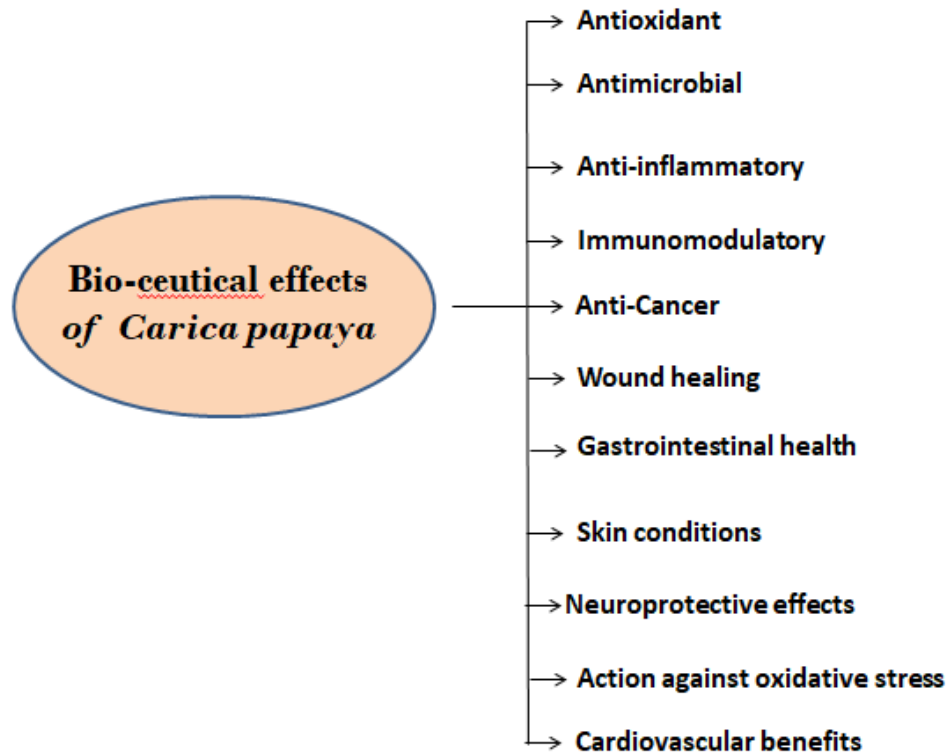 Antioxidant
Antimicrobial
Anti-inflammatory
Immunomodulatory
Bio-ceutical effects
of Carica papaya
Anti-Cancer
Wound healing
Gastrointestinal health
Skin conditions
Neuroprotective effects
Action against oxidative stress
Cardiovascular benefits